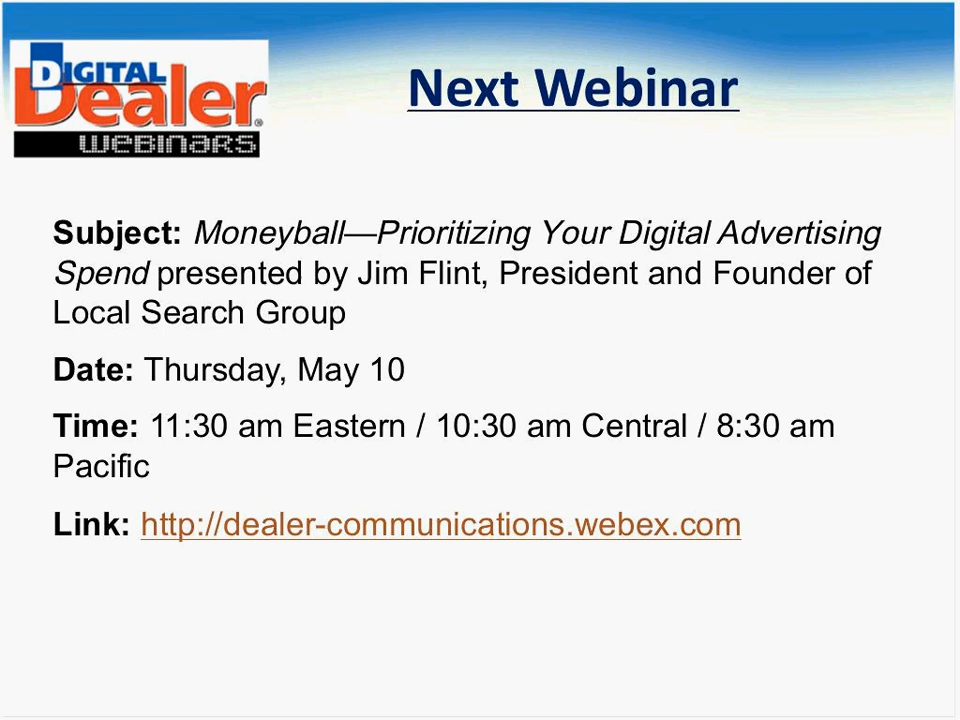 DIGITAL
Dealer®
WEBINARS
Next Webinar
Subject: Moneyball—Prioritizing Your Digital Advertising
Spend presented by Jim Flint, President and Founder of
Local Search Group
Date: Thursday, May 10
Time: 11:30 am Eastern / 10:30 am Central / 8:30 am
Pacific
Link: http://dealer-communications.webex.com